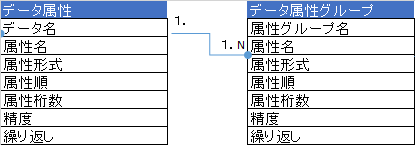 データ属性
データ名
属性名
属性形式
属性順
属性桁数
精度
繰り返し
1.
1. N
データ属性グループ
属性グループ名
属性名
属性形式
属性順
属性桁数
精度
繰り返し